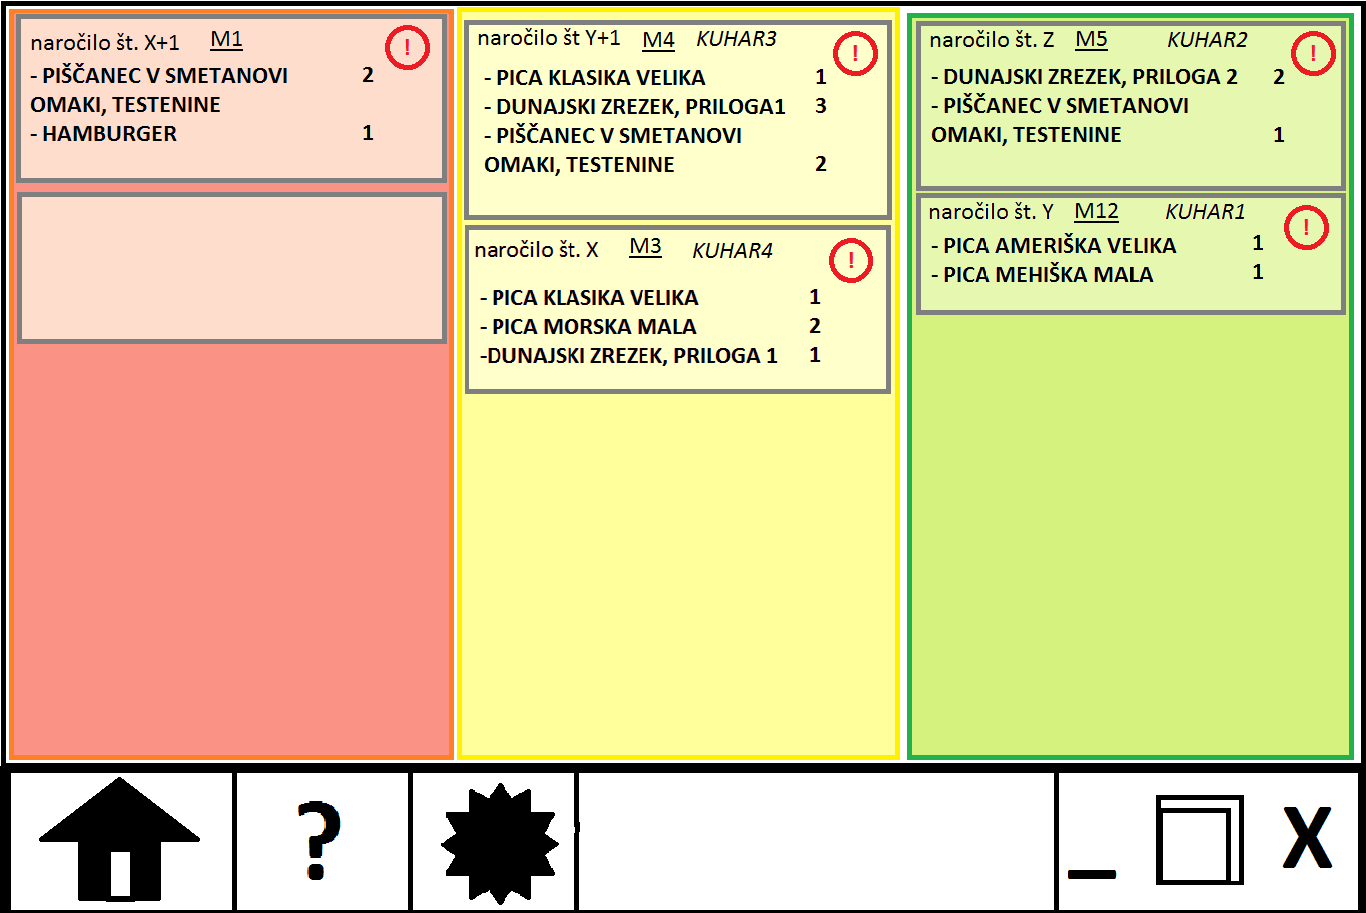 naročilo št. X+1 M1 !
- PIŠČANEC V SMETANOVI 2
OMAKI, TESTENINE
- HAMBURGER 1
naročilo št Y+1 M4 KUHAR3 !
- PICA KLASIKA VELIKA 1
- DUNAJSKI ZREZEK, PRILOGA1 3
- PIŠČANEC V SMETANOVI
OMAKI, TESTENINE 2
naročilo št. X M3 KUHAR4 !
- PICA KLASIKA VELIKA 1
- PICA MORSKA MALA 2
-DUNAJSKI ZREZEK, PRILOGA 1 1
naročilo št. Z M5 KUHAR2 !
- DUNAJSKI ZREZEK, PRILOGA 2 2
- PIŠČANEC V SMETANOVI
OMAKI, TESTENINE 1
naročilo št. Y M12 KUHAR1 !
- PICA AMERIŠKA VELIKA 1
- PICA MEHIŠKA MALA 1
? _ X